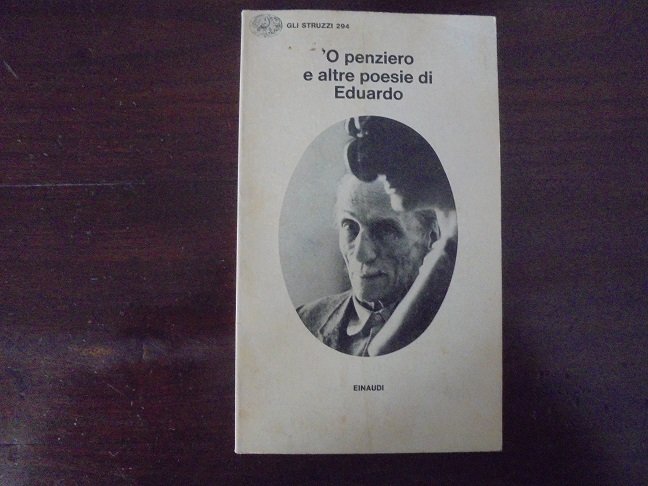 GLI STRUZZI 294
'O penziero
e altre poesie di
Eduardo
EINAUDI